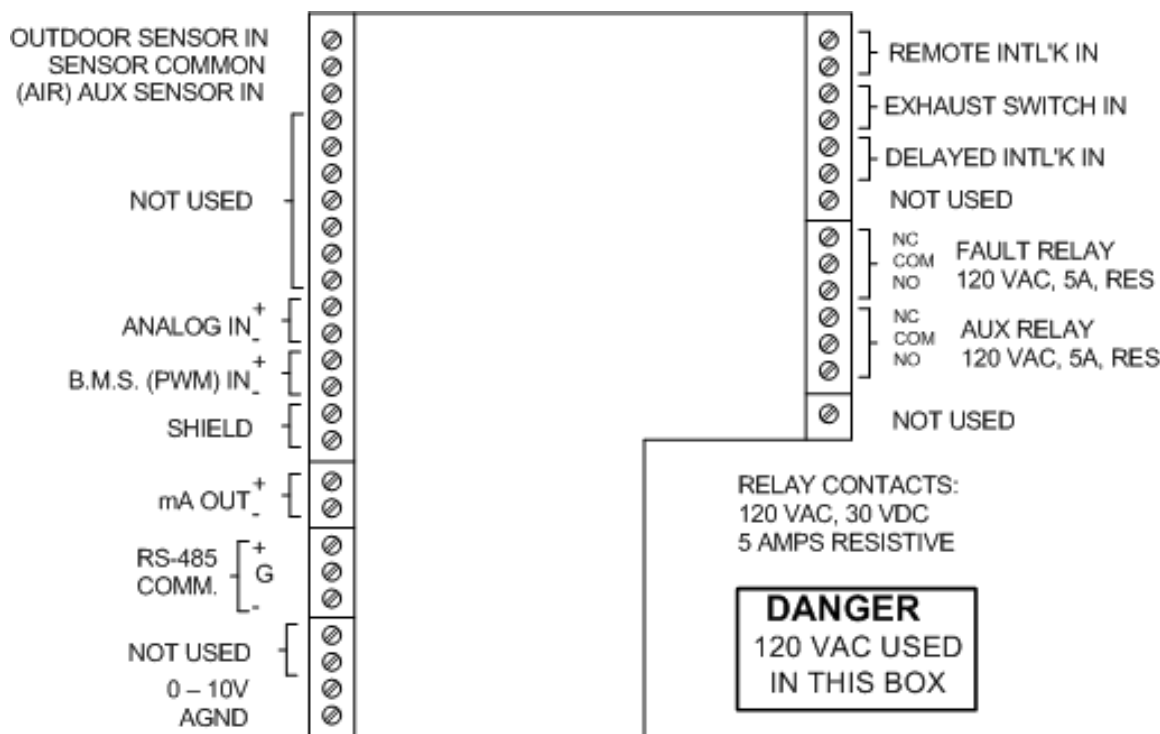 OUTDOOR SENSOR IN
SENSOR COMMON
(AIR) AUX SENSOR IN
NOT USED
ANALOG IN
+
-
B.M.S. (PWM) IN
+
-
SHIELD
mA OUT
+
-
RS-485
COMM.
+
G
-
NOT USED
0 – 10V
AGND
REMOTE INTL'K IN
EXHAUST SWITCH IN
DELAYED INTL'K IN
NOT USED
NC
COM
NO
FAULT RELAY
120 VAC, 5A, RES
NC
COM
NO
AUX RELAY
120 VAC, 5A, RES
NOT USED
RELAY CONTACTS:
120 VAC, 30 VDC
5 AMPS RESISTIVE
DANGER
120 VAC USED
IN THIS BOX